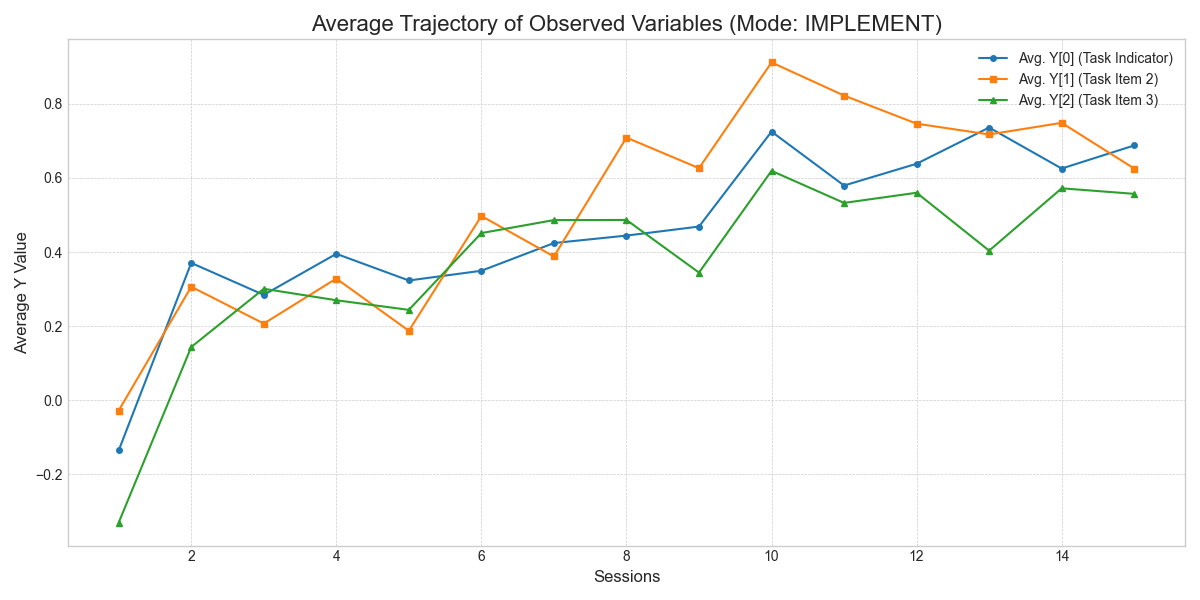 Average Trajectory of Observed Variables (Mode: IMPLEMENT)
Avg. Y[0] (Task Indicator)
Avg. Y[1] (Task Item 2)
Avg. Y[2] (Task Item 3)
Average Y Value
0.8
0.6
0.4
0.2
0.0
−0.2
2 4 6 8 10 12 14
Sessions